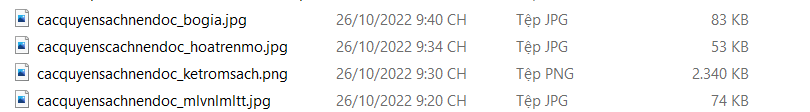 cacquyensachnendoc_bogia.jpg 26/10/2022 9:40 CH Tệp JPG 83 KB
cacquyenscachnendoc_hoatrenmo.jpg 26/10/2022 9:34 CH Tệp JPG 53 KB
cacquyensachnendoc_ketromsach.png 26/10/2022 9:30 CH Tệp PNG 2.340 KB
cacquyensachnendoc_mlvnlmltt.jpg 26/10/2022 9:20 CH Tệp JPG 74 KB